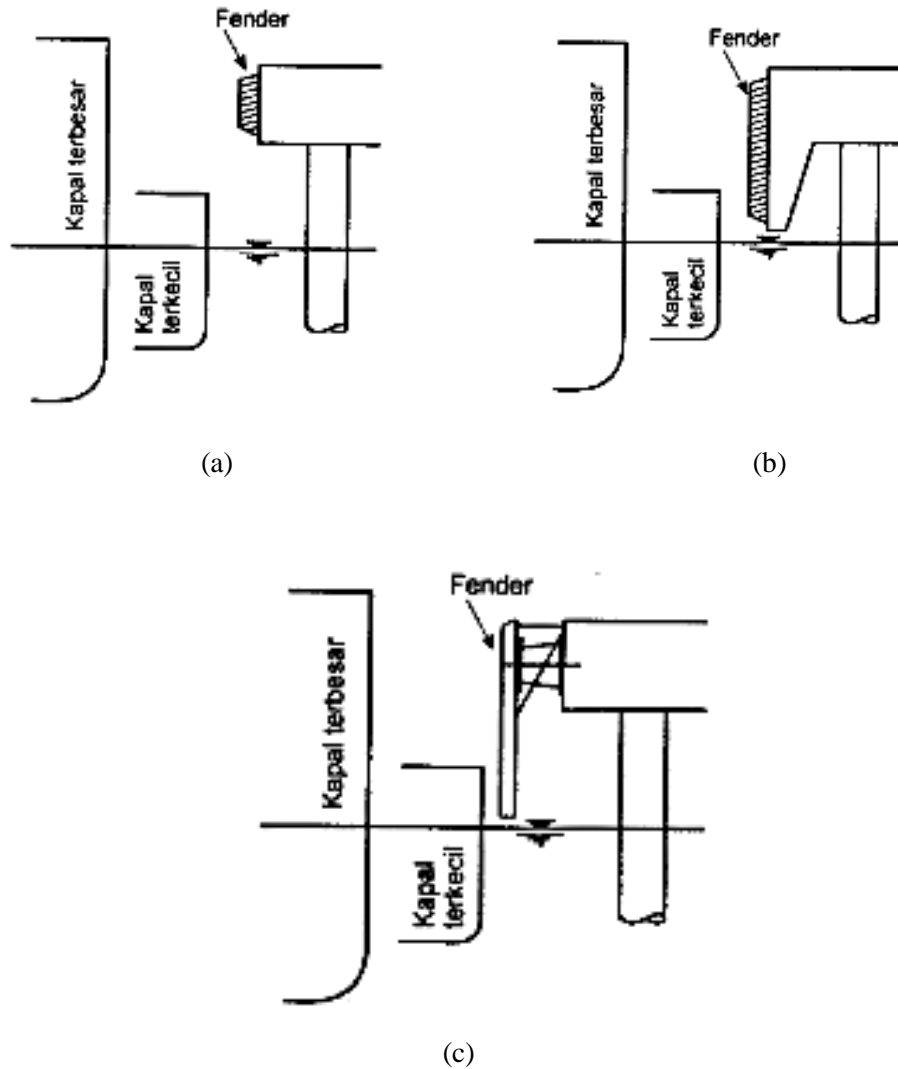 Fender
Kapal terbesar
Kapal
terkecil
(a)
Fender
Kapal terbesar
Kapal
terkecil
(b)
Fender
Kapal terbesar
Kapal
terkecil
(c)